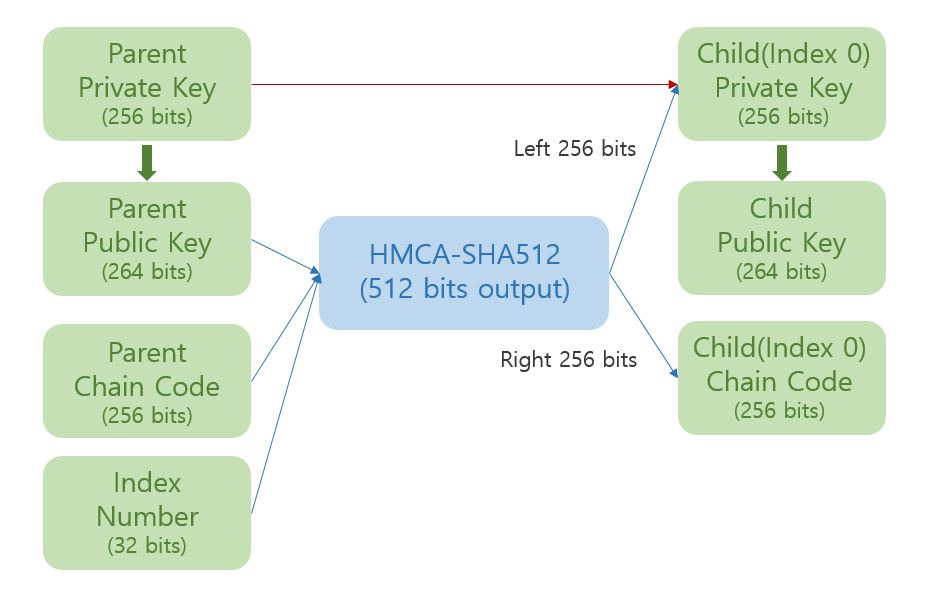 Parent
Private Key
(256 bits)
Parent
Public Key
(264 bits)
Parent
Chain Code
(256 bits)
Index
Number
(32 bits)
HMCA-SHA512
(512 bits output)
Left 256 bits
Right 256 bits
Child(Index 0)
Private Key
(256 bits)
Child
Public Key
(264 bits)
Child(Index 0)
Chain Code
(256 bits)